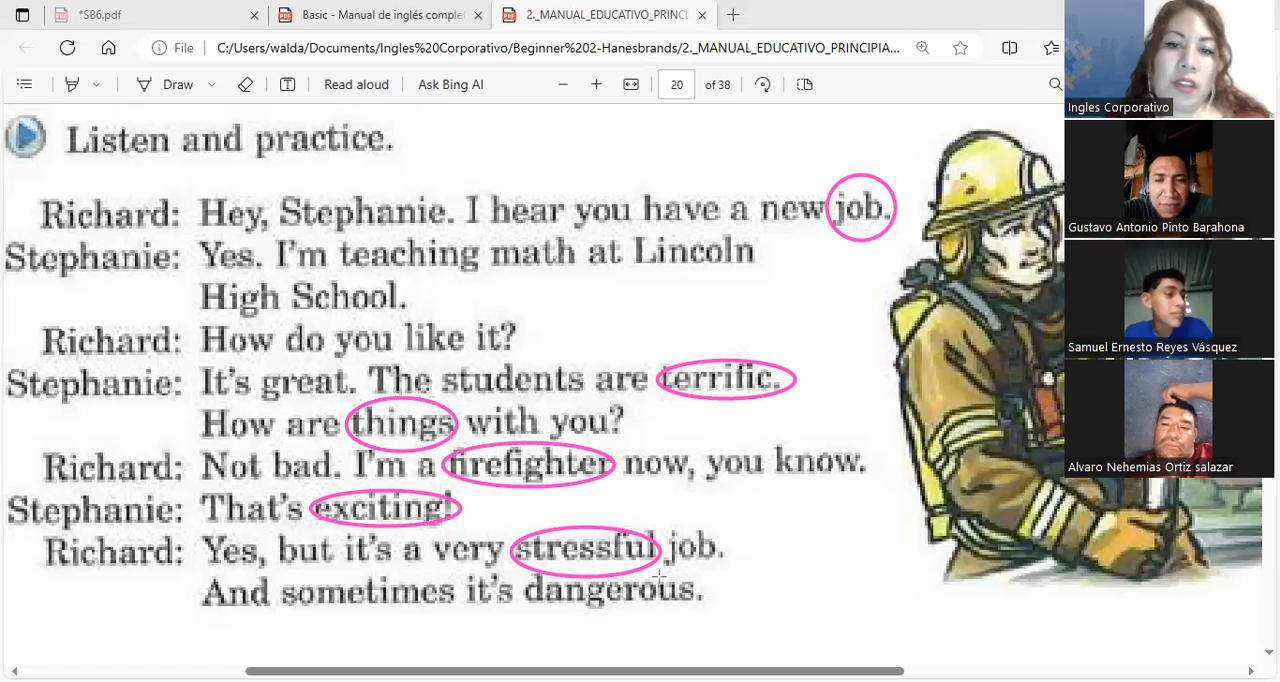 *SB6.pdf
Basic - Manual de inglés comple
2._MANUAL_EDUCATIVO_PRINCI
File
C:/Users/walda/Documents/Ingles%20Corporativo/Beginner%202-Hanesbrands/2._MANUAL_EDUCATIVO_PRINCIPIA...
Draw
Read aloud
Ask Bing AI
20
of 38
Listen and practice.
Richard: Hey, Stephanie. I hear you have a new job.
Stephanie: Yes. I'm teaching math at Lincoln
High School.
Richard: How do you like it?
Stephanie: It's great. The students are terrific.
How are things with you?
Richard: Not bad. I'm a firefighter now, you know.
Stephanie: That's exciting!
Richard: Yes, but it's a very stressful job.
And sometimes it's dangerous.
Ingles Corporativo
Gustavo Antonio Pinto Barahona
Samuel Ernesto Reyes Vásquez
Alvaro Nehemias Ortiz salazar